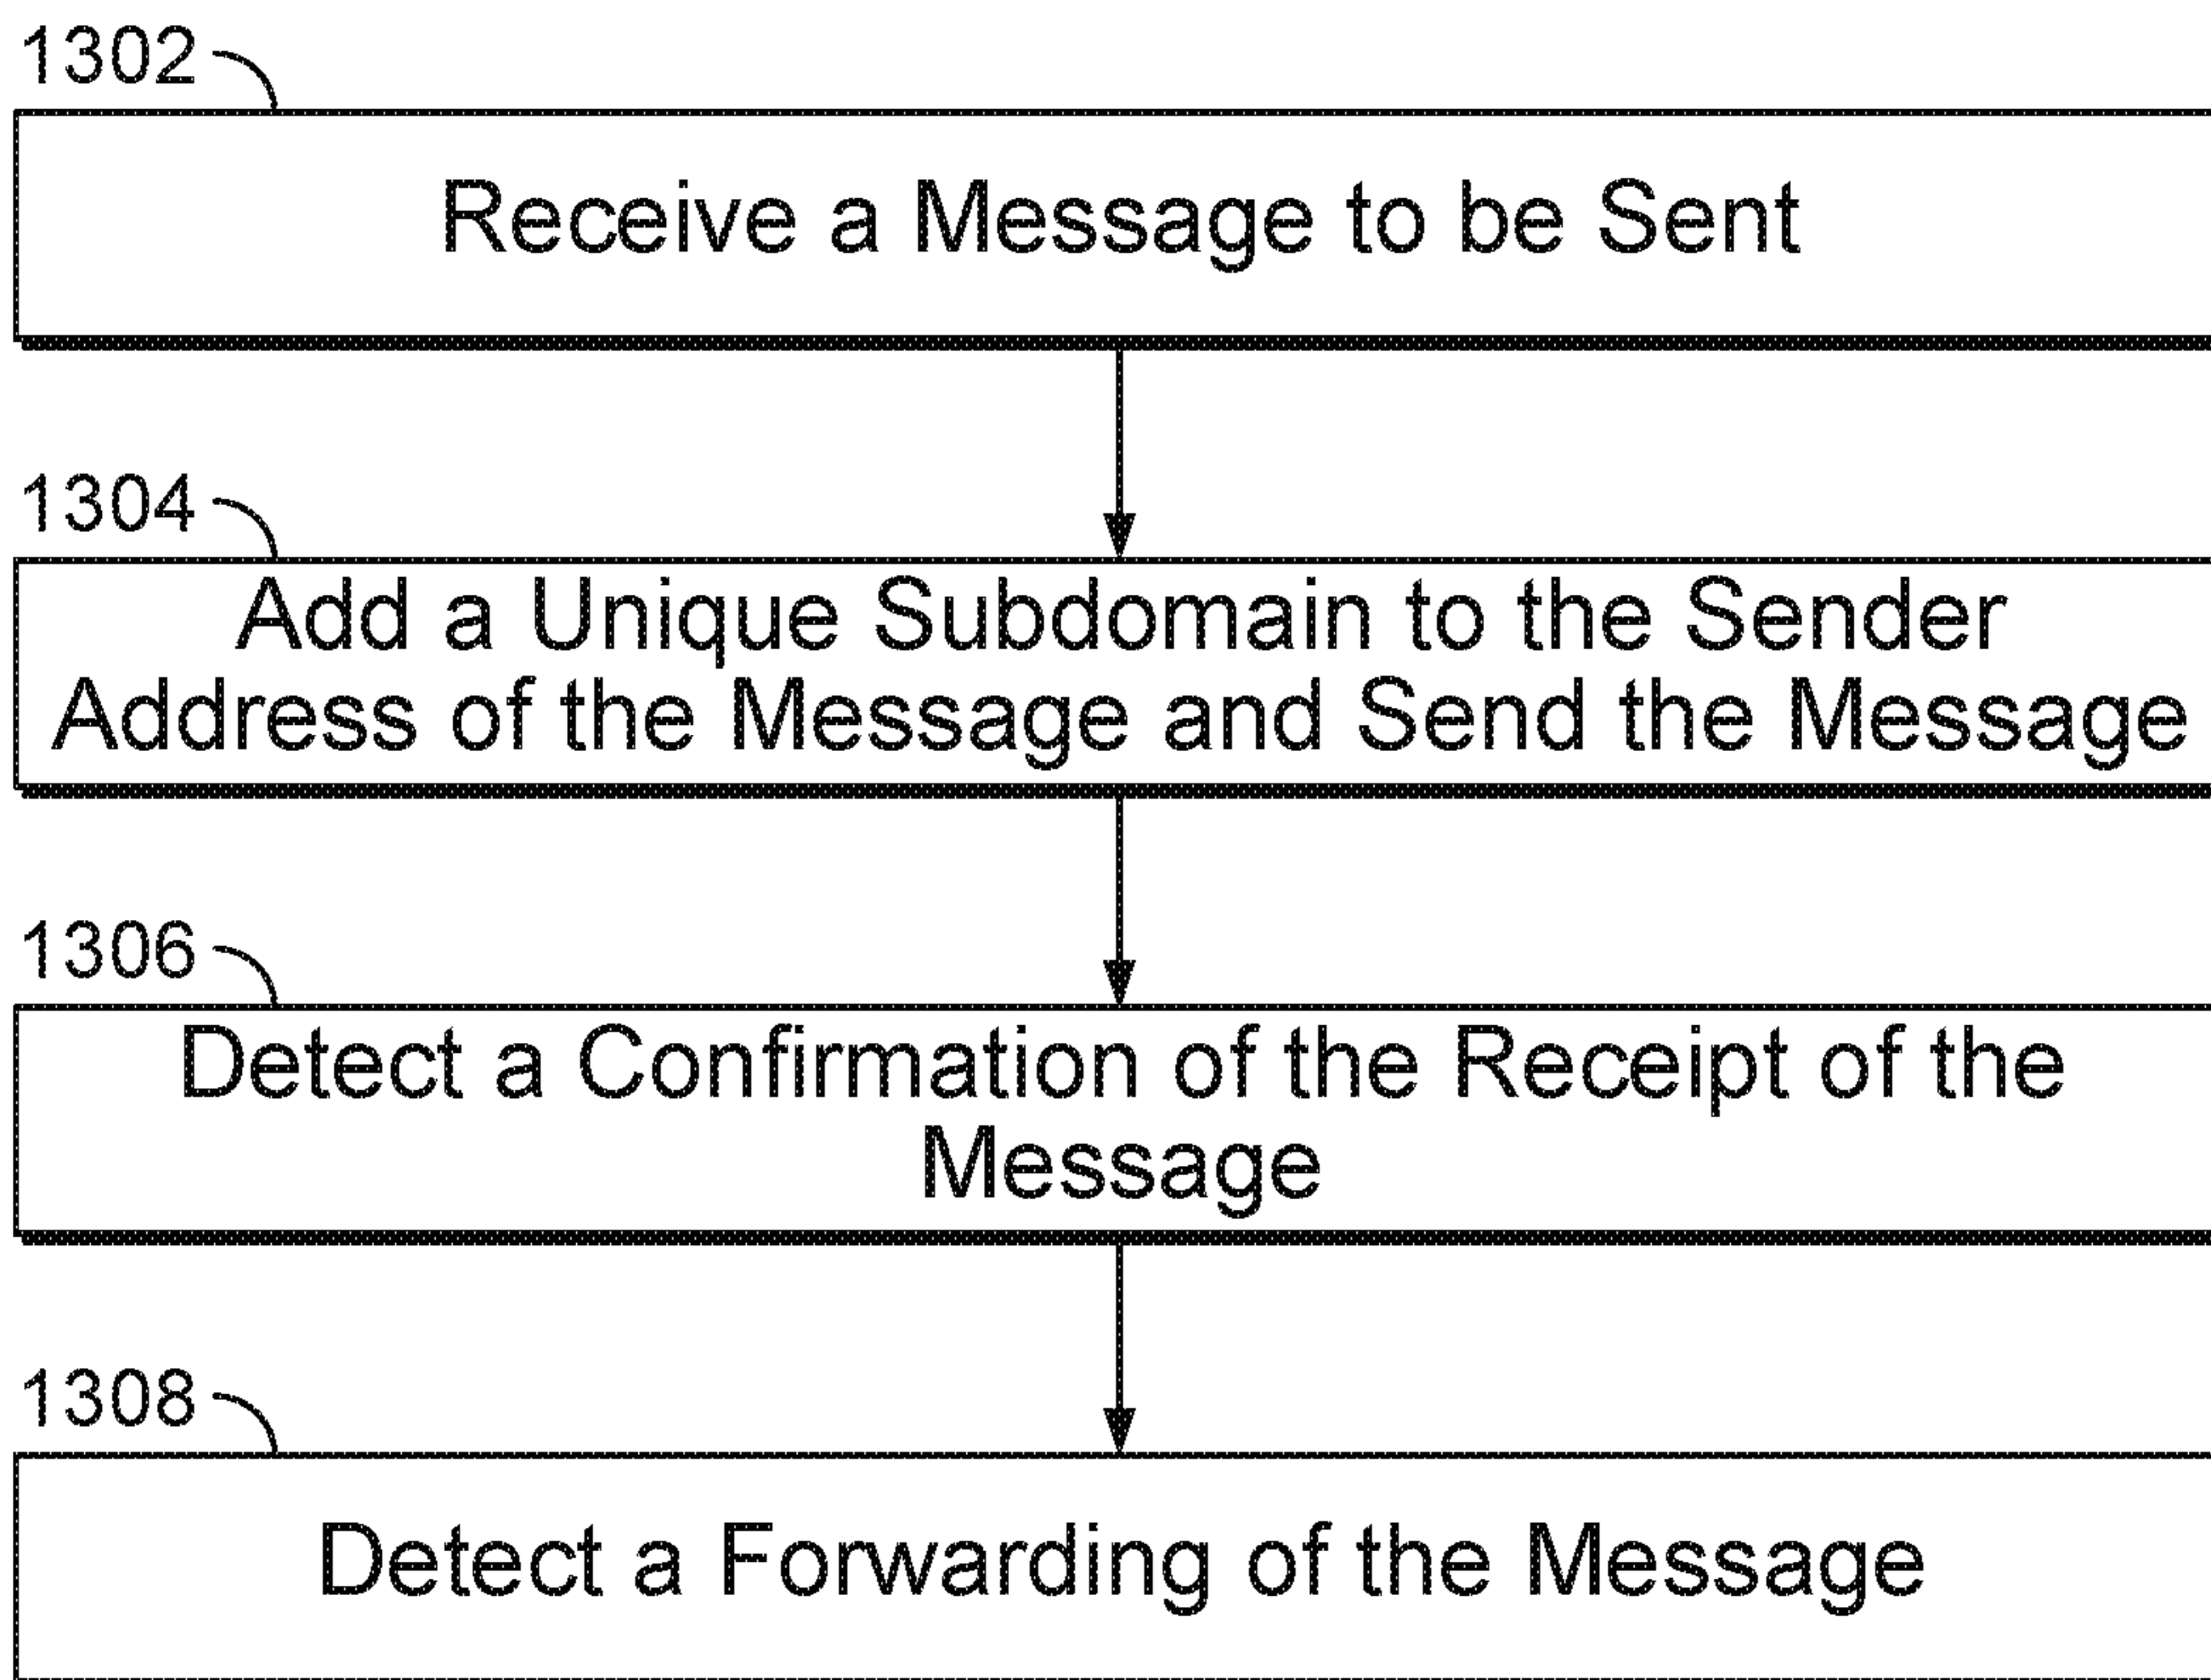 1302
Receive a Message to be Sent
1304
Add a Unique Subdomain to the Sender
Address of the Message and Send the Message
1306
Detect a Confirmation of the Receipt of the
Message
1308
Detect a Forwarding of the Message